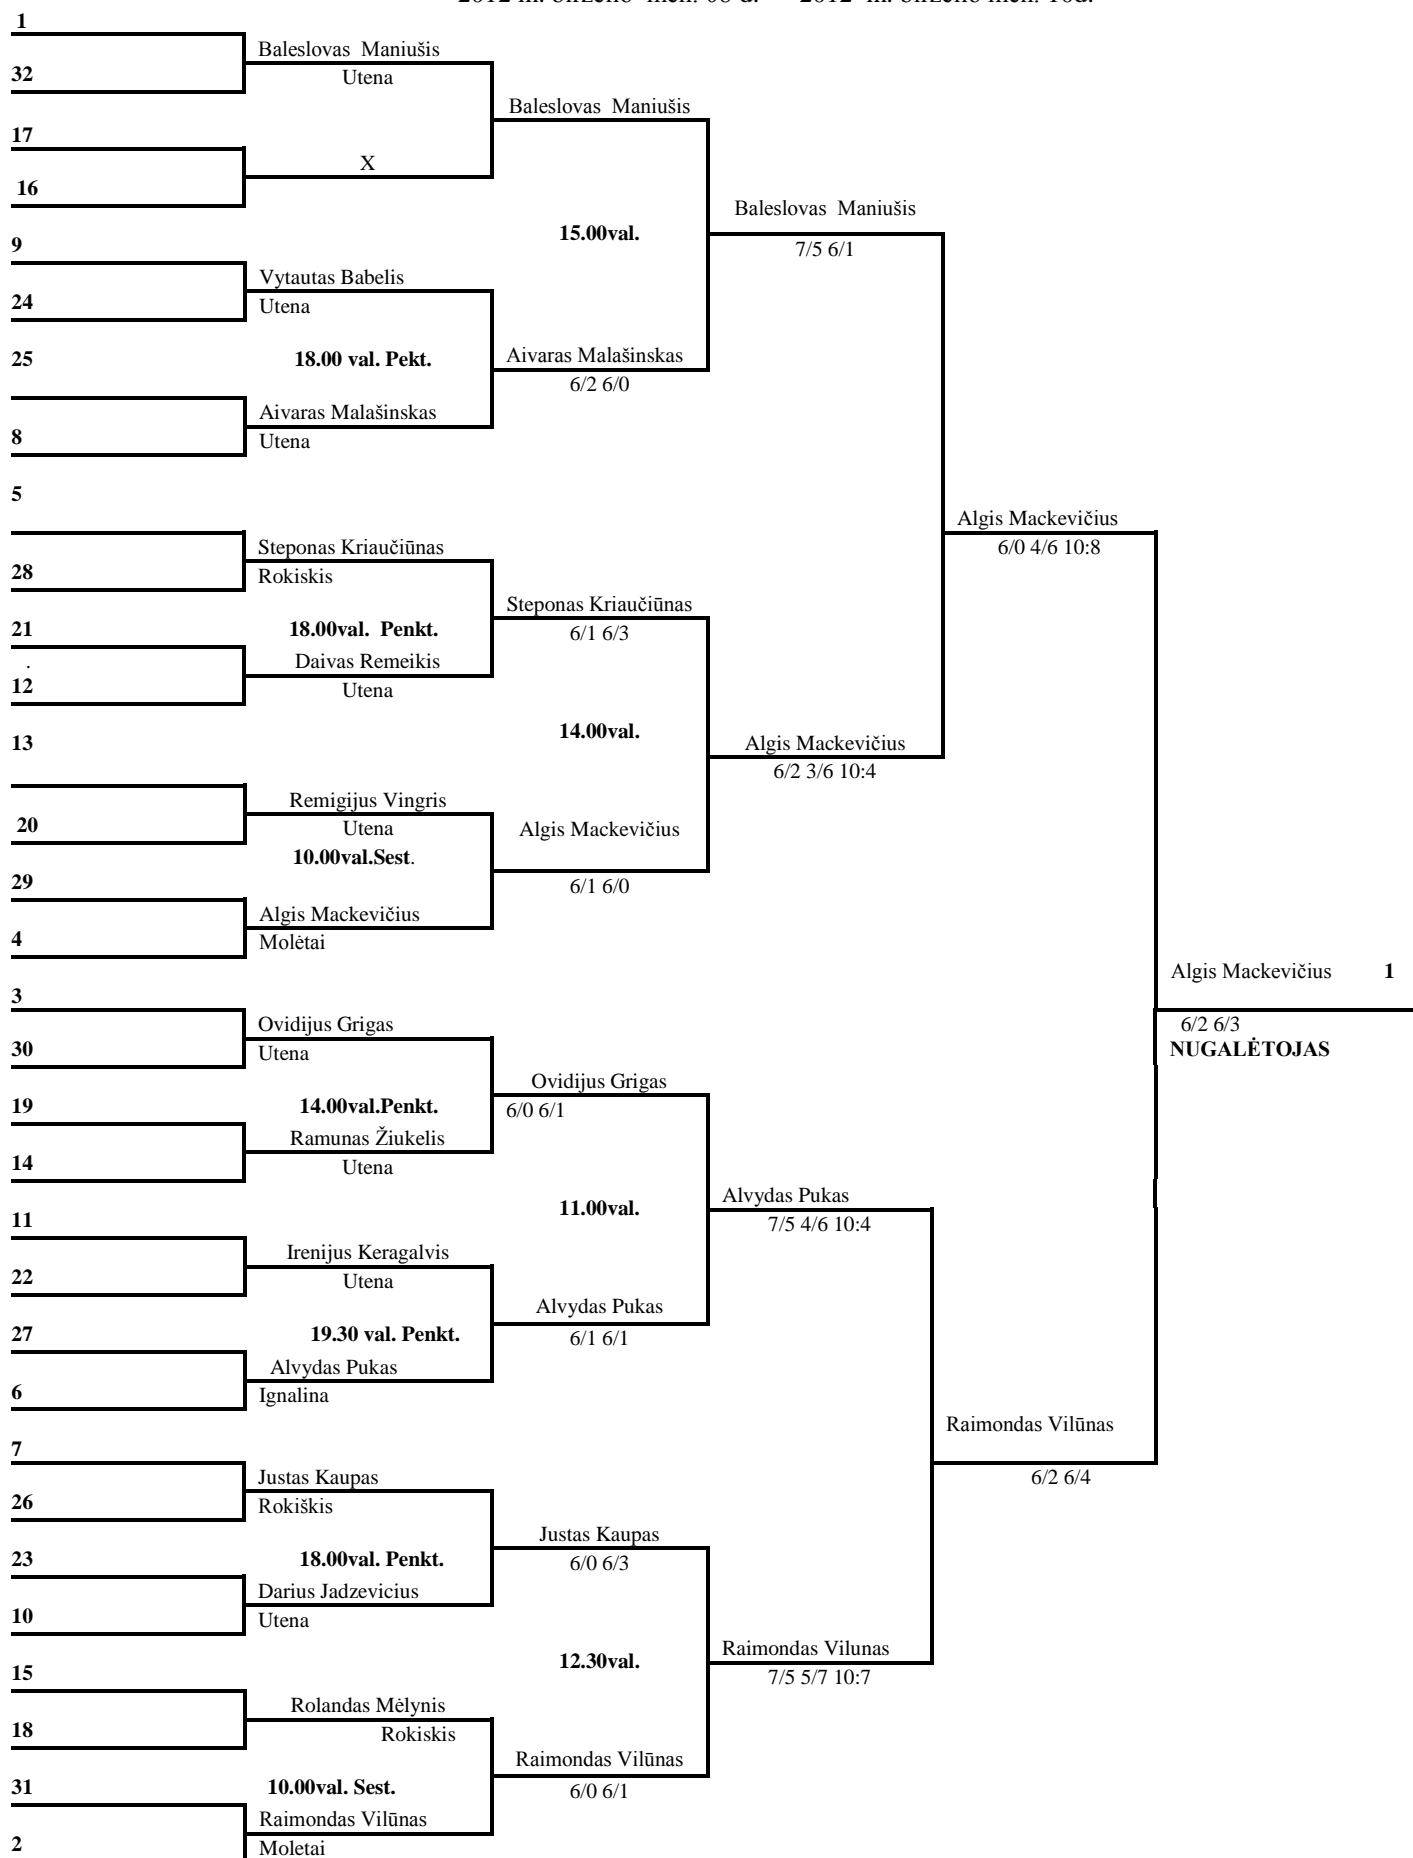 2012 m. birželio mėn. 08 d. 2012 m. birželio mėn. 10d.
1
Baleslovas Maniušis
32
Utena
Baleslovas Maniušis
17
X
16
Baleslovas Maniušis
15.00val.
9
7/5 6/1
Vytautas Babelis
24
Utena
25
18.00 val. Pekt.
Aivaras Malašinskas
6/2 6/0
Aivaras Malašinskas
8
Utena
5
Algis Mackevičius
Steponas Kriaučiūnas
6/0 4/6 10:8
28
Rokiskis
Steponas Kriaučiūnas
21
18.00val. Penkt.
6/1 6/3
.
Daivas Remeikis
12
Utena
14.00val.
13
Algis Mackevičius
6/2 3/6 10:4
Remigijus Vingris
20
Utena
Algis Mackevičius
10.00val.Sest.
29
6/1 6/0
Algis Mackevičius
4
Molėtai
Algis Mackevičius 1
3
Ovidijus Grigas
6/2 6/3
30
Utena
NUGALĖTOJAS
Ovidijus Grigas
19
14.00val.Penkt.
6/0 6/1
Ramunas Žiukelis
14
Utena
Alvydas Pukas
11.00val.
11
7/5 4/6 10:4
Irenijus Keragalvis
22
Utena
Alvydas Pukas
27
19.30 val. Penkt.
6/1 6/1
Alvydas Pukas
6
Ignalina
Raimondas Vilūnas
7
Justas Kaupas
6/2 6/4
26
Rokiškis
Justas Kaupas
23
18.00val. Penkt.
6/0 6/3
Darius Jadzevicius
10
Utena
Raimondas Vilunas
12.30val.
15
7/5 5/7 10:7
Rolandas Mėlynis
18
Rokiskis
Raimondas Vilūnas
31
10.00val. Sest.
6/0 6/1
Raimondas Vilūnas
2
Moletai